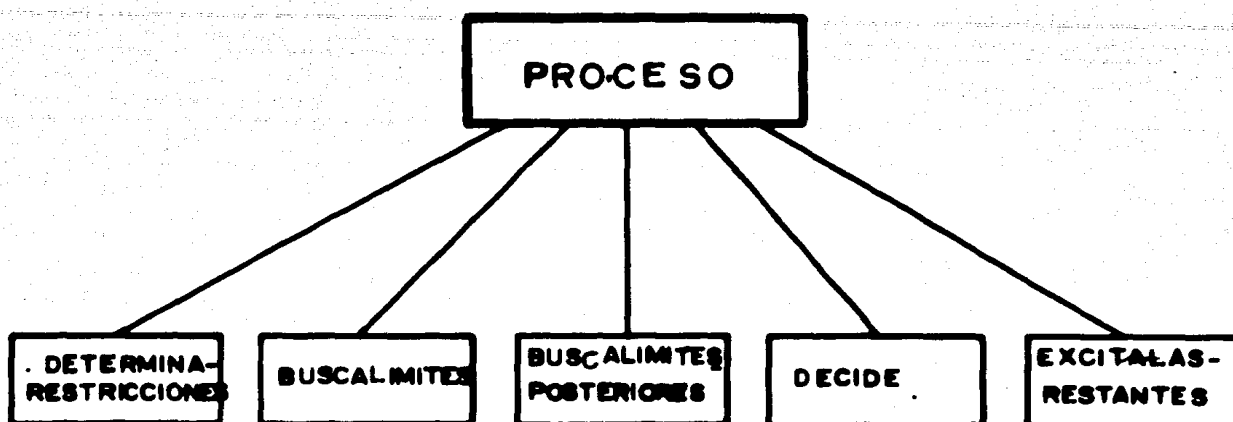 PROCESO
DETERMINA-
RESTRICCIONES
BUSCALIMITES
BUSCALIMITES
POSTERIORES
DECIDE
EXCITALAS-
RESTANTES